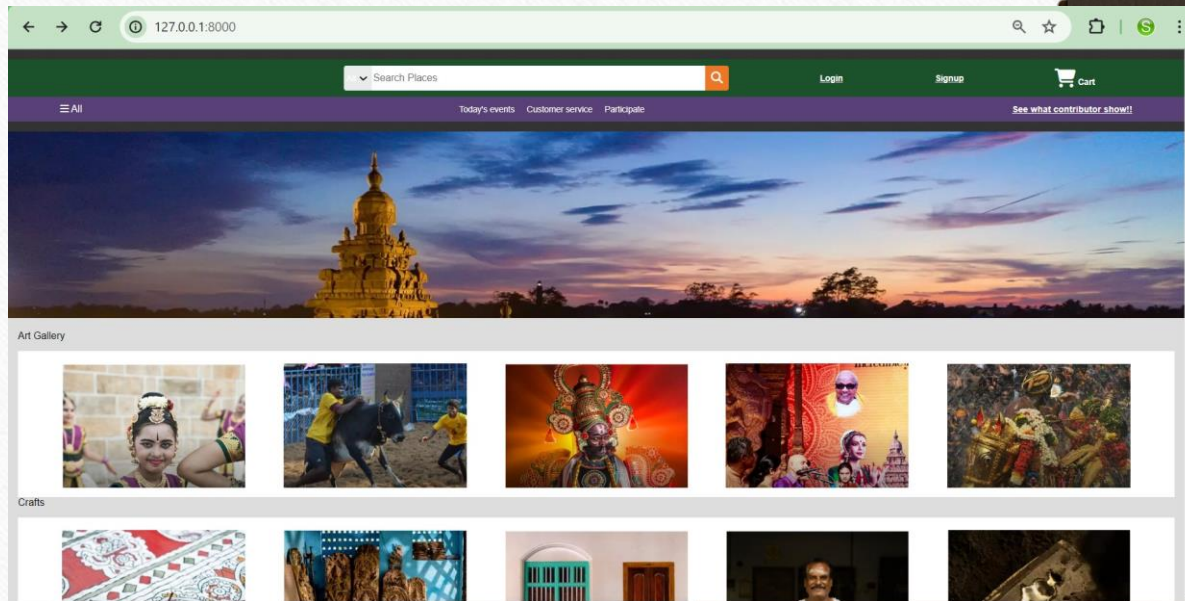 127.0.0.1:8000
S
Search Places
Login
Signup
Cart
All
Today's events Customer service Participate
See what contributor show!!
Art Gallery
Crafts